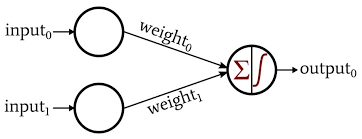 input₀
weight₀
Σ ∫
output₀
input₁
weight₁